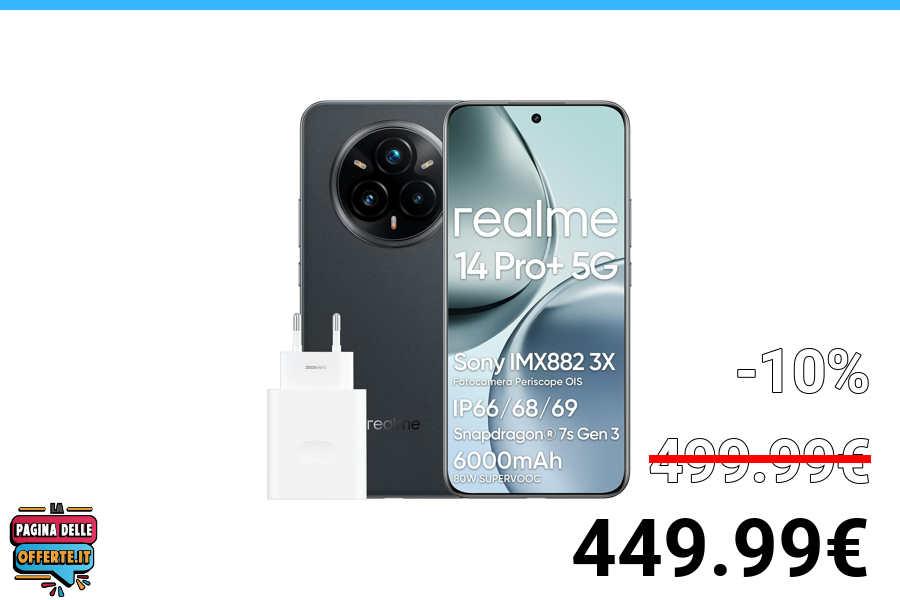 realme
14 Pro+ 5G
Sony IMX882 3X
Fotocamera Periscope OIS
IP66/68/69
Snapdragon® 7s Gen 3
6000mAh
80W SUPERVOOC
realme
-10%
499.99€
449.99€
LA
PAGINA DELLE
OFFERTE.IT